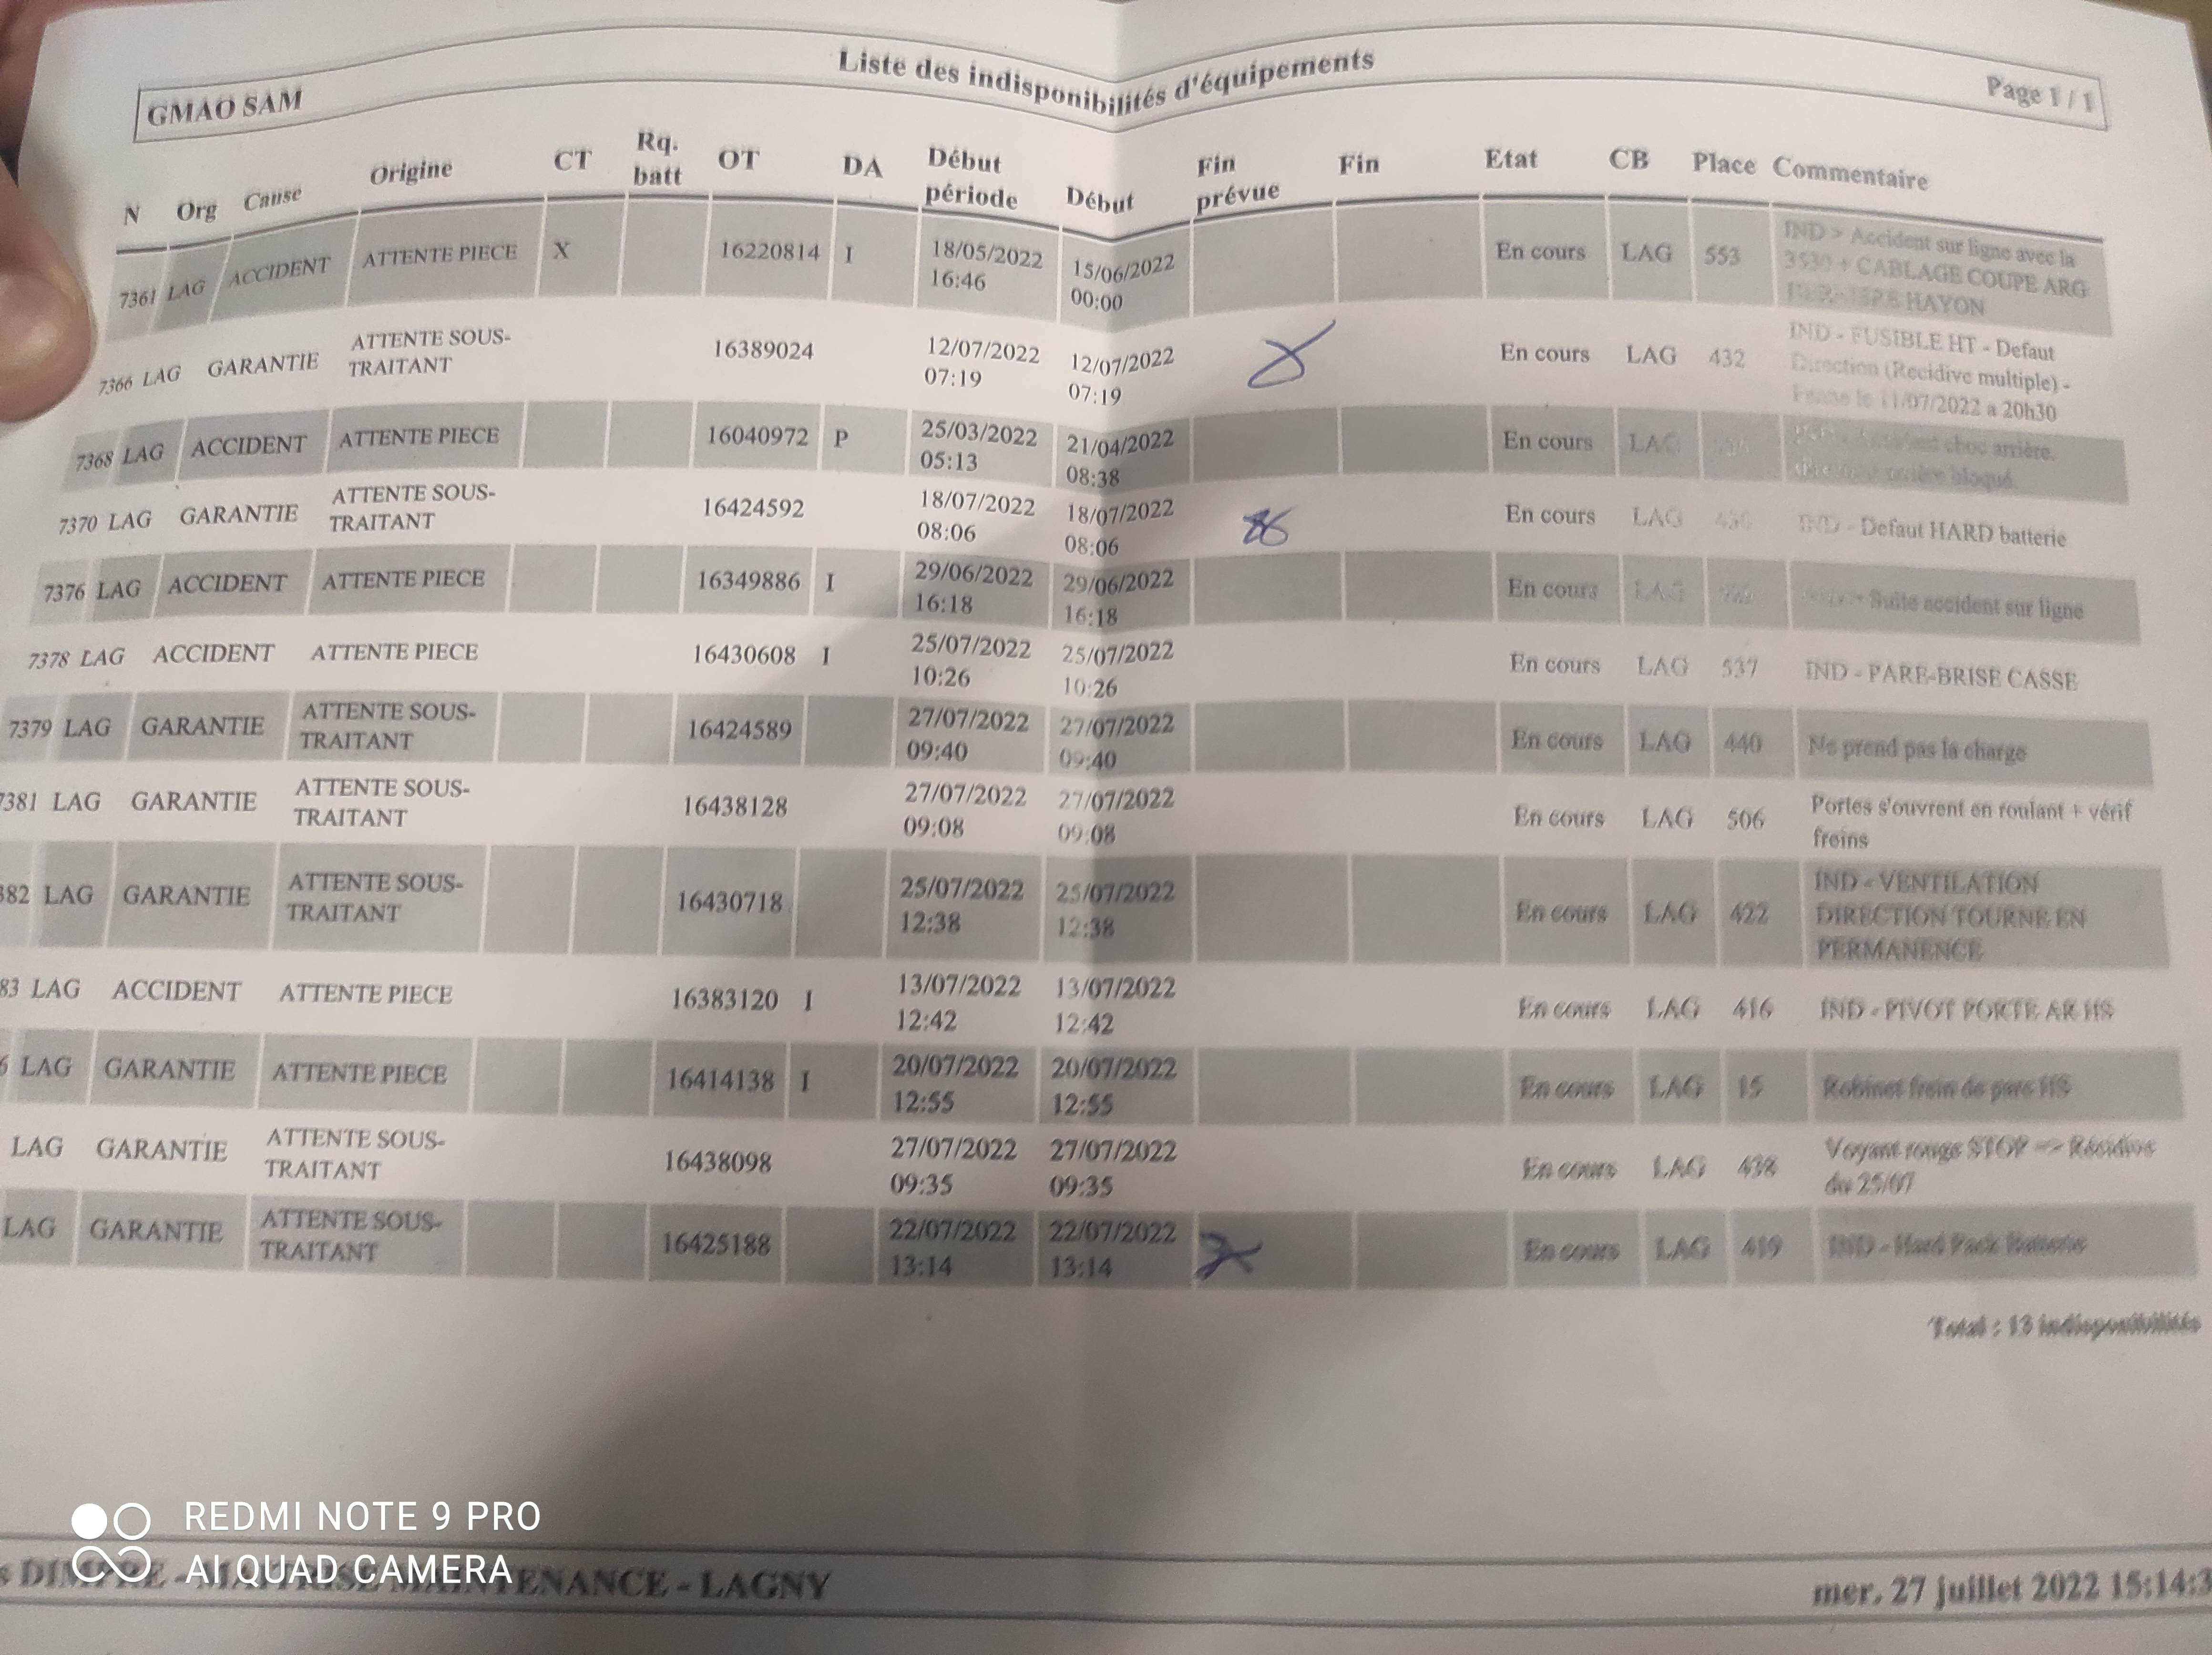 Liste des indisponibilités d'équipements
GMAO SAM Page 1 / 1
N Org Cause Origine CT Rq. batt OT DA Début période Début Fin prévue Fin Etat CB Place Commentaire
7361 LAG ACCIDENT ATTENTE PIECE X 16220814 I 18/05/2022 15/06/2022 En cours LAG 553 IND > Accident sur ligne avec la
16:46 00:00 3530 + CABLAGE COUPE ARG
HAYON
7366 LAG GARANTIE ATTENTE SOUS- 16389024 12/07/2022 12/07/2022 En cours LAG 432 IND - FUSIBLE HT - Defaut
TRAITANT 07:19 07:19 Direction (Recidive multiple) -
le 11/07/2022 a 20h30
7368 LAG ACCIDENT ATTENTE PIECE 16040972 P 25/03/2022 21/04/2022 En cours LAG choc arrière.
05:13 08:38 arrière bloqué.
7370 LAG GARANTIE ATTENTE SOUS- 16424592 18/07/2022 18/07/2022 En cours LAG IND - Defaut HARD batterie
TRAITANT 08:06 08:06
7376 LAG ACCIDENT ATTENTE PIECE 16349886 I 29/06/2022 29/06/2022 En cours LAG Suite accident sur ligne
16:18 16:18
7378 LAG ACCIDENT ATTENTE PIECE 16430608 I 25/07/2022 25/07/2022 En cours LAG 537 IND - PARE-BRISE CASSE
10:26 10:26
7379 LAG GARANTIE ATTENTE SOUS- 16424589 27/07/2022 27/07/2022 En cours LAG 440 Ne prend pas la charge
TRAITANT 09:40 09:40
7381 LAG GARANTIE ATTENTE SOUS- 16438128 27/07/2022 27/07/2022 En cours LAG 506 Portes s'ouvrent en roulant + vérif
TRAITANT 09:08 09:08 freins
382 LAG GARANTIE ATTENTE SOUS- 16430718 25/07/2022 25/07/2022 En cours LAG 422 IND - VENTILATION
TRAITANT 12:38 12:38 DIRECTION TOURNE EN
PERMANENCE
83 LAG ACCIDENT ATTENTE PIECE 16383120 I 13/07/2022 13/07/2022 En cours LAG 416 IND - PIVOT PORTE AR HS
12:42 12:42
6 LAG GARANTIE ATTENTE PIECE 16414138 I 20/07/2022 20/07/2022 En cours LAG 15 Robinet frein de parc HS
12:55 12:55
LAG GARANTIE ATTENTE SOUS- 16438098 27/07/2022 27/07/2022 En cours LAG 438 Voyant rouge STOP => Récidive
TRAITANT 09:35 09:35 du 25/07
LAG GARANTIE ATTENTE SOUS- 16425188 22/07/2022 22/07/2022 En cours LAG 419 IND - Hard Pack Batterie
TRAITANT 13:14 13:14
Total : 13 indisponibilités
REDMI NOTE 9 PRO
AI QUAD CAMERA
s DIMPRE - MAITRISE MAINTENANCE - LAGNY mer. 27 juillet 2022 15:14:3